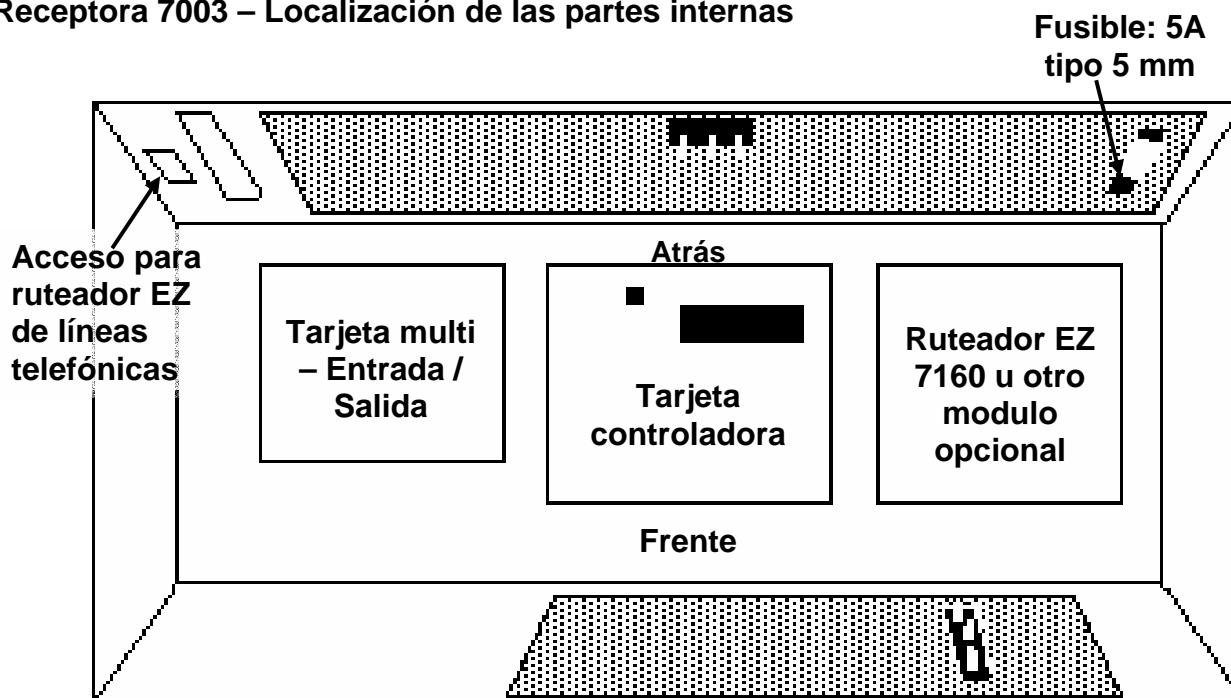 Receptora 7003 – Localización de las partes internas
Fusible: 5A
tipo 5 mm
Acceso para
ruteador EZ
de líneas
telefónicas
Atrás
Tarjeta multi
– Entrada /
Salida
Tarjeta
controladora
Ruteador EZ
7160 u otro
modulo
opcional
Frente